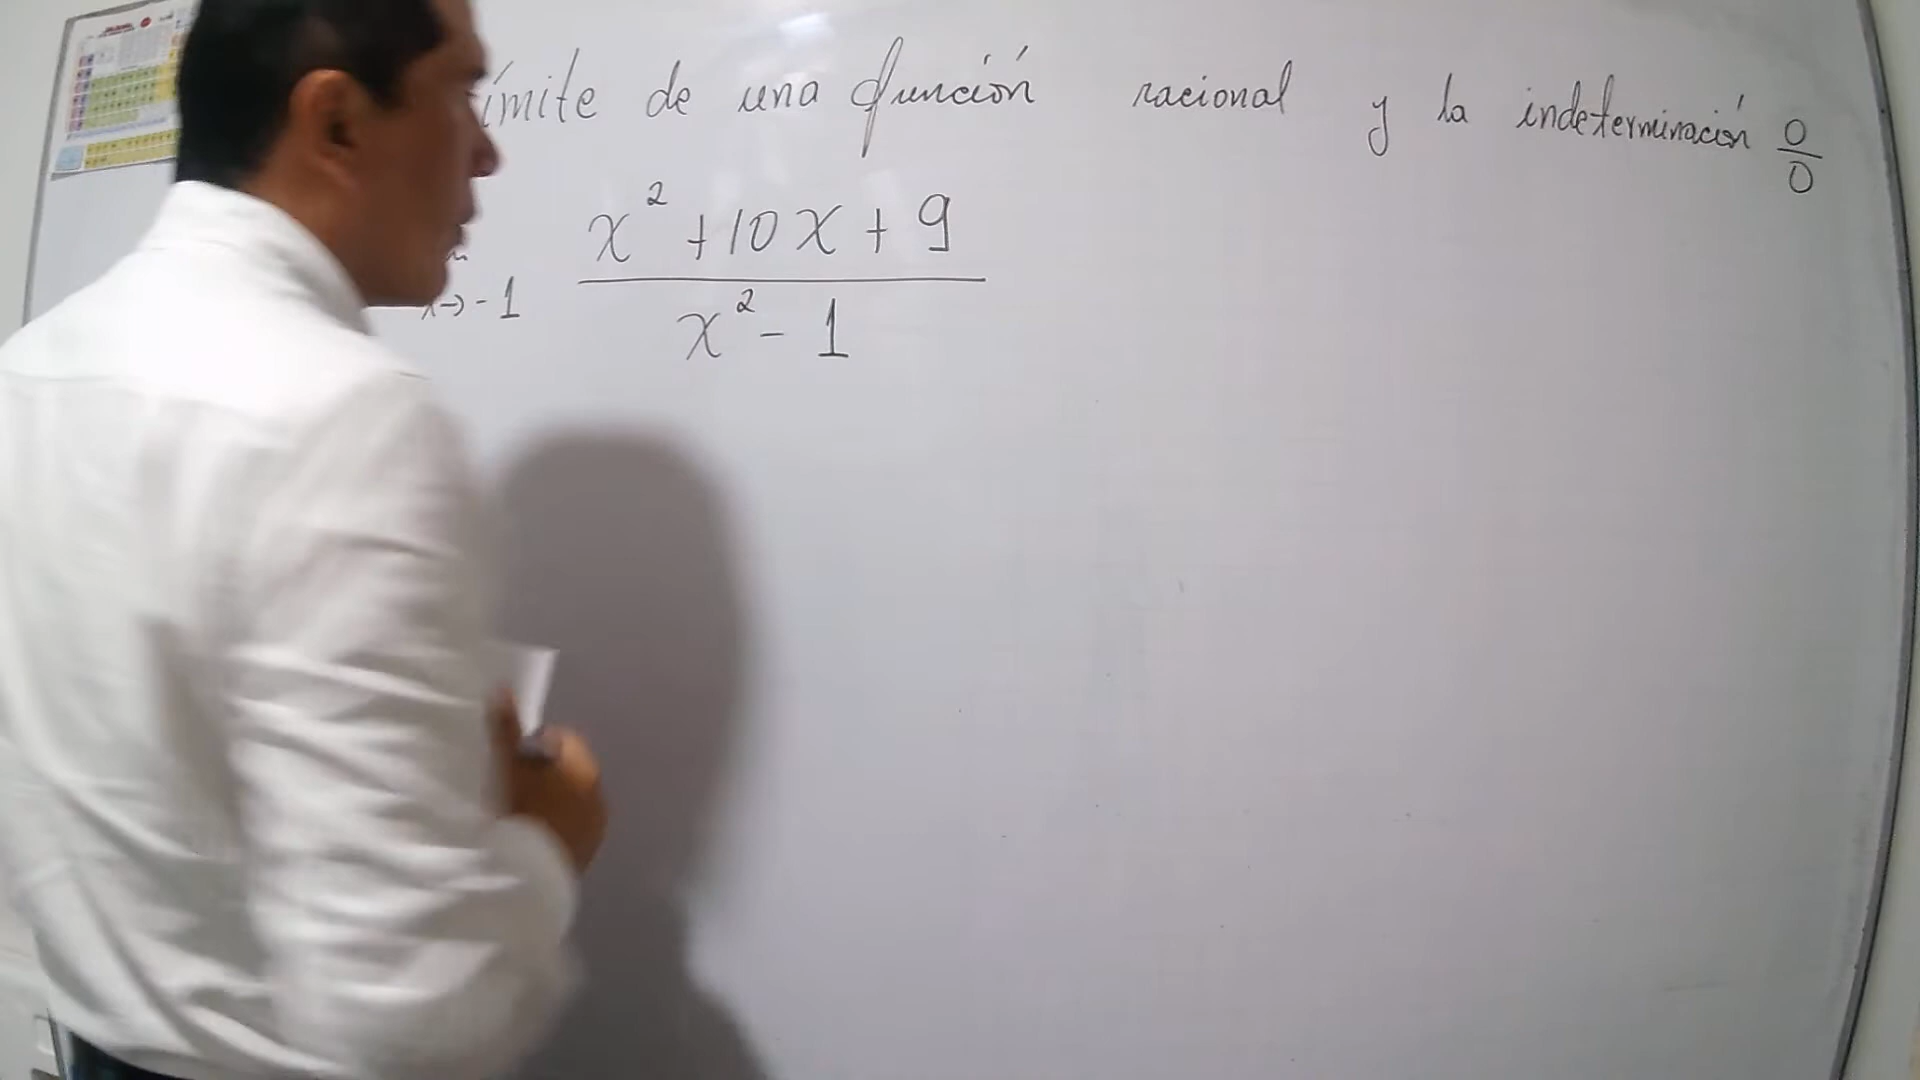 ímite de una función racional y la indeterminación 0/0
x² + 10x + 9
x→-1
x² - 1